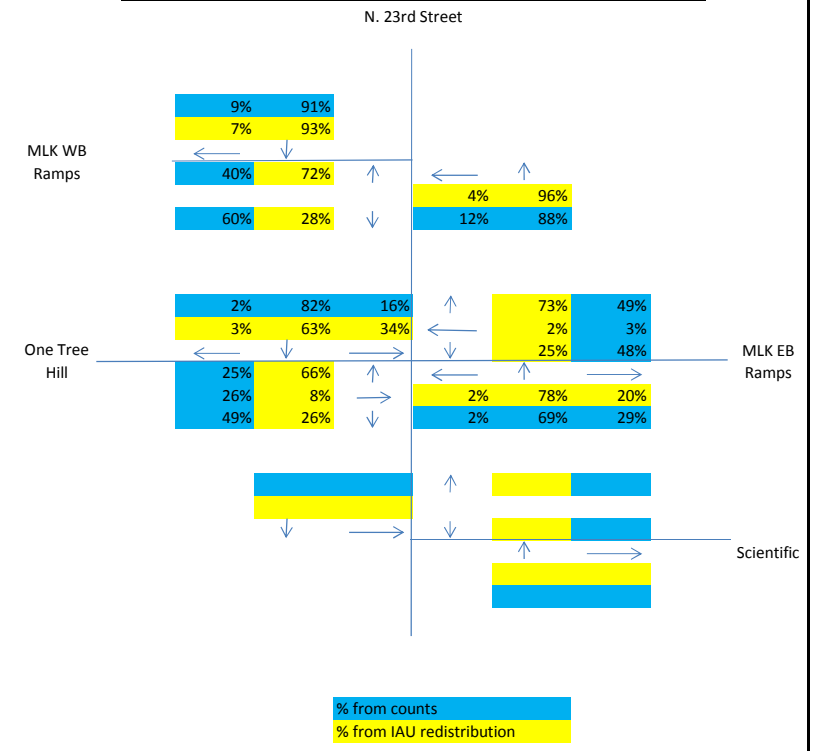 N. 23rd Street
9% 91%
7% 93%
MLK WB
Ramps
40% 72%
4% 96%
60% 28%
12% 88%
2% 82% 16%
73% 49%
3% 63% 34%
2% 3%
25% 48%
One Tree
Hill
MLK EB
Ramps
25% 66%
26% 8%
2% 78% 20%
49% 26%
2% 69% 29%
Scientific
% from counts
% from IAU redistribution